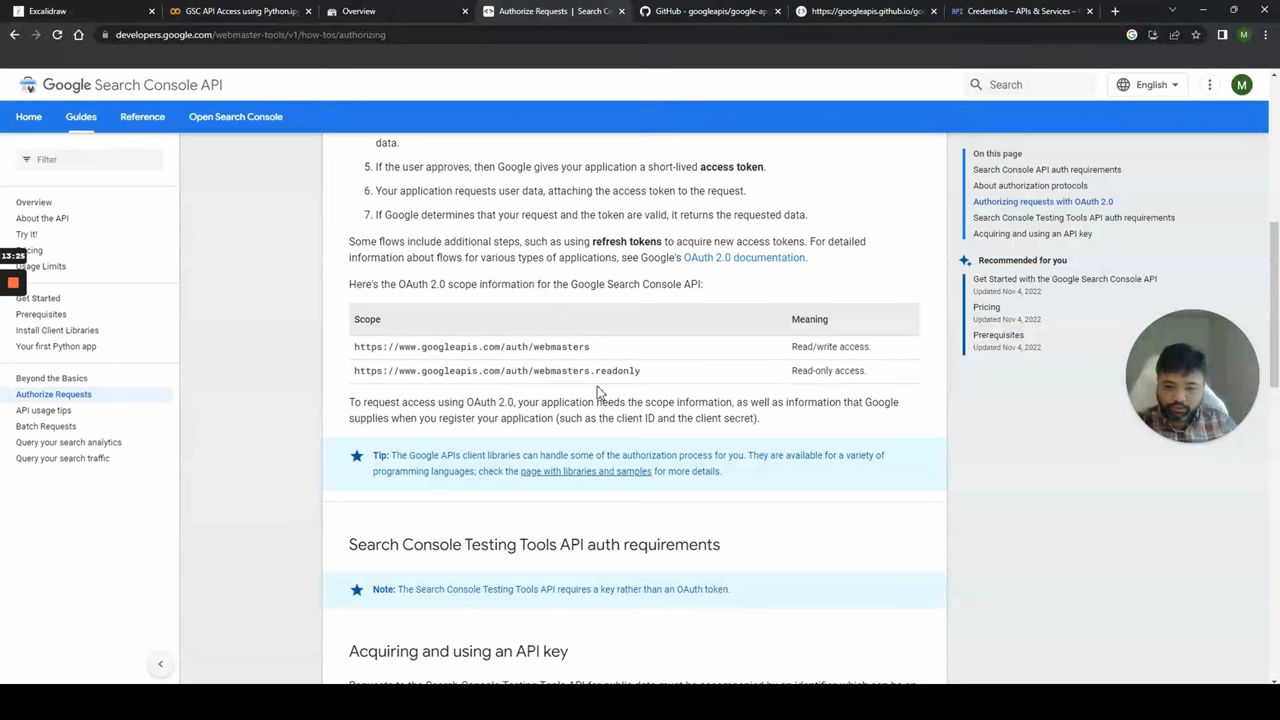 Excalidraw
GSC API Access using Python.ip
Overview
Authorize Requests | Search Co
GitHub - googleapis/google-ap
https://googleapis.github.io/goo
API Credentials – APIs & Services –
developers.google.com/webmaster-tools/v1/how-tos/authorizing
M
Google Search Console API
Search
English
M
Home
Guides
Reference
Open Search Console
Filter
Overview
About the API
Try It!
Pricing
Usage Limits
13:25
Get Started
Prerequisites
Install Client Libraries
Your first Python app
Beyond the Basics
Authorize Requests
API usage tips
Batch Requests
Query your search analytics
Query your search traffic
data.
5. If the user approves, then Google gives your application a short-lived access token.
6. Your application requests user data, attaching the access token to the request.
7. If Google determines that your request and the token are valid, it returns the requested data.
Some flows include additional steps, such as using refresh tokens to acquire new access tokens. For detailed
information about flows for various types of applications, see Google's OAuth 2.0 documentation.
Here's the OAuth 2.0 scope information for the Google Search Console API:
Scope Meaning
https://www.googleapis.com/auth/webmasters Read/write access.
https://www.googleapis.com/auth/webmasters.readonly Read-only access.
To request access using OAuth 2.0, your application needs the scope information, as well as information that Google
supplies when you register your application (such as the client ID and the client secret).
Tip: The Google APIs client libraries can handle some of the authorization process for you. They are available for a variety of
programming languages; check the page with libraries and samples for more details.
Search Console Testing Tools API auth requirements
Note: The Search Console Testing Tools API requires a key rather than an OAuth token.
Acquiring and using an API key
On this page
Search Console API auth requirements
About authorization protocols
Authorizing requests with OAuth 2.0
Search Console Testing Tools API auth requirements
Acquiring and using an API key
Recommended for you
Get Started with the Google Search Console API
Updated Nov 4, 2022
Pricing
Updated Nov 4, 2022
Prerequisites
Updated Nov 4, 2022